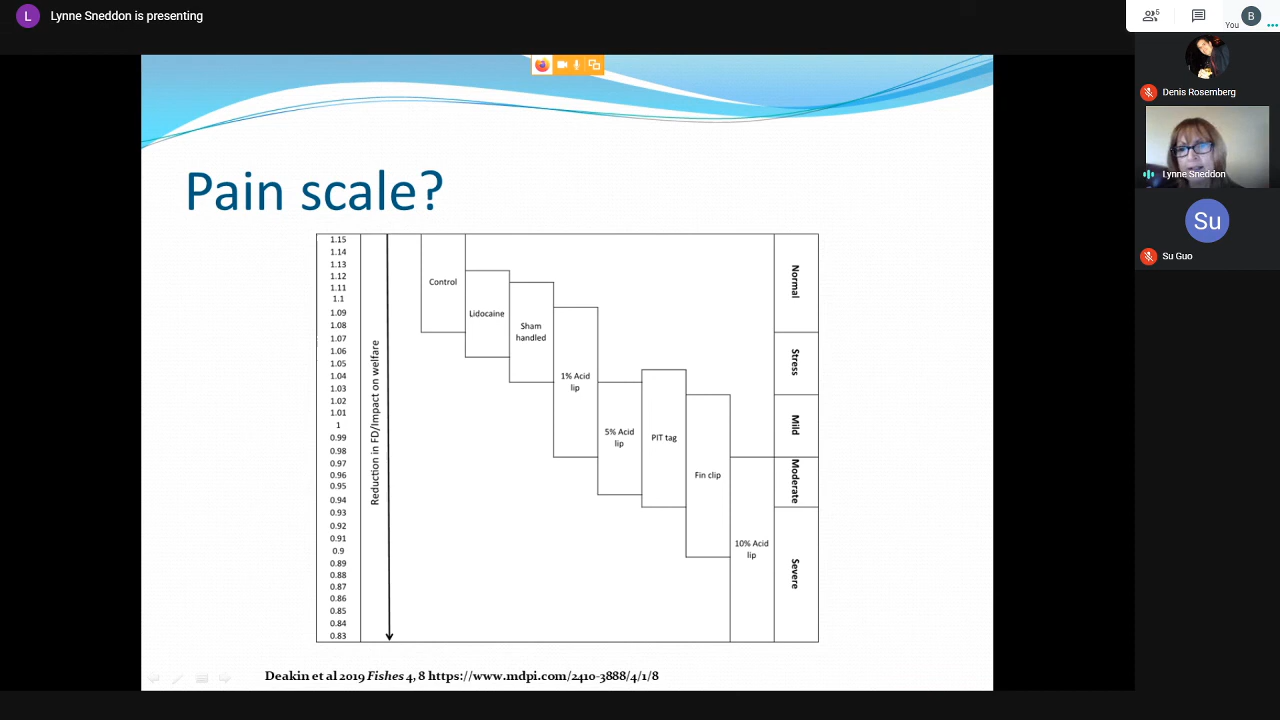 L
Lynne Sneddon is presenting
5
You
B
Denis Rosemberg
Lynne Sneddon
Su
Su Guo
Pain scale?
1.15
1.14
1.13
1.12
1.11
1.1
1.09
1.08
1.07
1.06
1.05
1.04
1.03
1.02
1.01
1
0.99
0.98
0.97
0.96
0.95
0.94
0.93
0.92
0.91
0.9
0.89
0.88
0.87
0.86
0.85
0.84
0.83
Reduction in FD/Impact on welfare
Control
Lidocaine
Sham
handled
1% Acid
lip
5% Acid
lip
PIT tag
Fin clip
10% Acid
lip
Normal
Stress
Mild
Moderate
Severe
Deakin et al 2019 Fishes 4, 8 https://www.mdpi.com/2410-3888/4/1/8